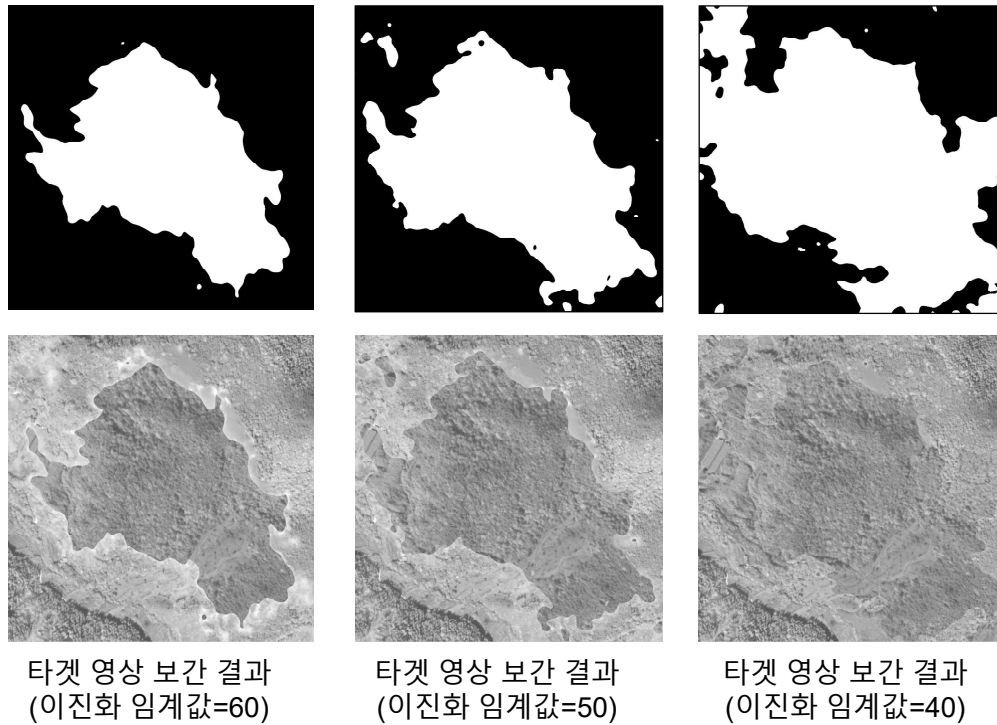 타겟 영상 보간 결과
(이진화 임계값=60)
타겟 영상 보간 결과
(이진화 임계값=50)
타겟 영상 보간 결과
(이진화 임계값=40)